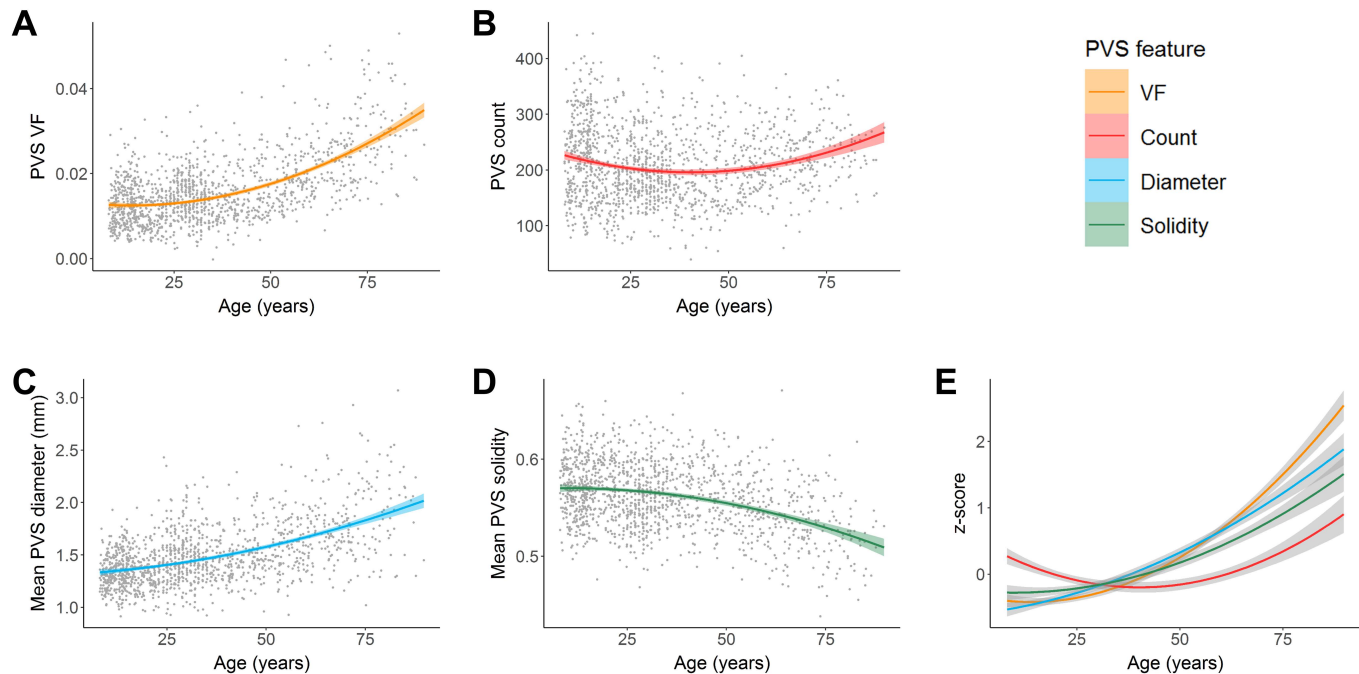 A
PVS VF
0.04
0.02
0.00
25
50
75
Age (years)
B
PVS count
400
300
200
100
25
50
75
Age (years)
PVS feature
VF
Count
Diameter
Solidity
C
Mean PVS diameter (mm)
3.0
2.5
2.0
1.5
1.0
25
50
75
Age (years)
D
Mean PVS solidity
0.6
0.5
25
50
75
Age (years)
E
z-score
2
1
0
25
50
75
Age (years)